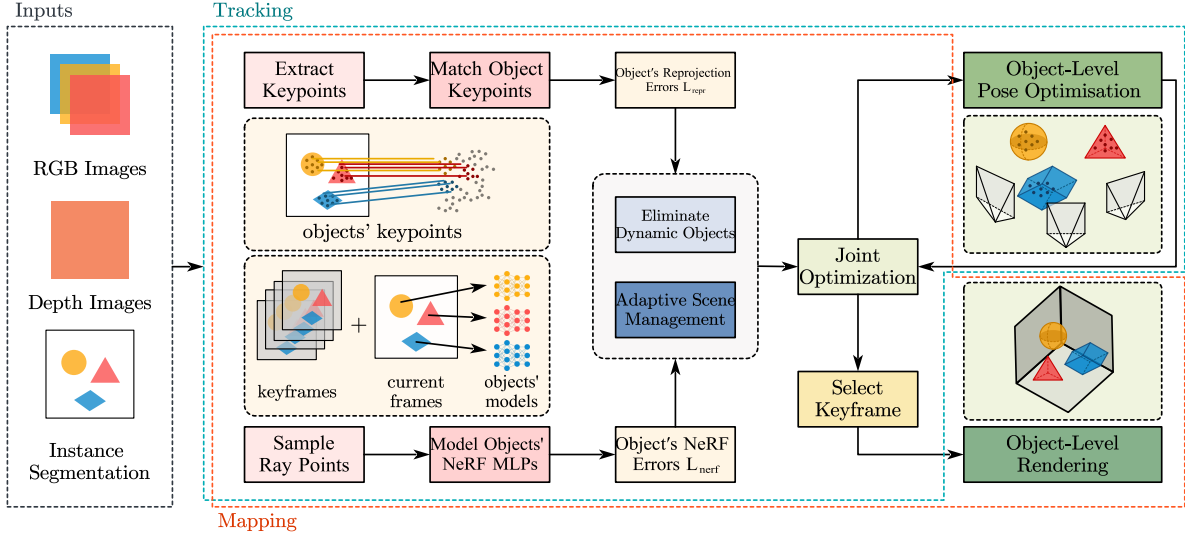 Inputs
Tracking
RGB Images
Depth Images
Instance
Segmentation
Extract
Keypoints
Match Object
Keypoints
Object's Reprojection
Errors L repr
objects' keypoints
keyframes
+
current
frames
objects'
models
Sample
Ray Points
Model Objects'
NeRF MLPs
Object's NeRF
Errors L nerf
Eliminate
Dynamic Objects
Adaptive Scene
Management
Joint
Optimization
Select
Keyframe
Object-Level
Pose Optimisation
Object-Level
Rendering
Mapping